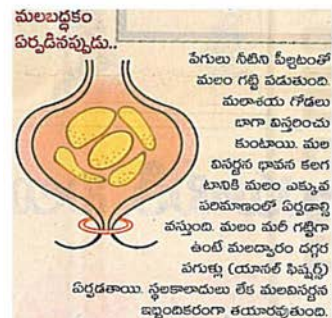 మలబద్ధకం
ఏర్పడినప్పుడు..
పేగులు నీటిని పీల్చటంతో
మలం గట్టి పడుతుంది.
మలాశయ గోడలు
బాగా విస్తరించు
కుంటాయి. మల
విసర్జన భావన కలగ
టానికి మలం ఎక్కువ
పరిమాణంలో ఏర్పడాల్సి
వస్తుంది. మలం మరీ గట్టిగా
ఉంటే మలద్వారం దగ్గర
పగుళ్లు (యానల్ ఫిషర్స్)
ఏర్పడతాయి. స్థలకాలాదులు లేక మలవిసర్జన
ఇబ్బందికరంగా తయారవుతుంది.